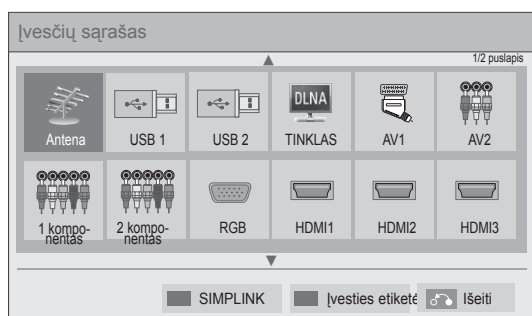 Įvesčių sąrašas
1/2 puslapis
DLNA
Antena
USB 1
USB 2
TINKLAS
AV1
AV2
1 kompo-
nentas
2 kompo-
nentas
RGB
HDMI1
HDMI2
HDMI3
SIMPLINK
Įvesties etiketė
Išeiti